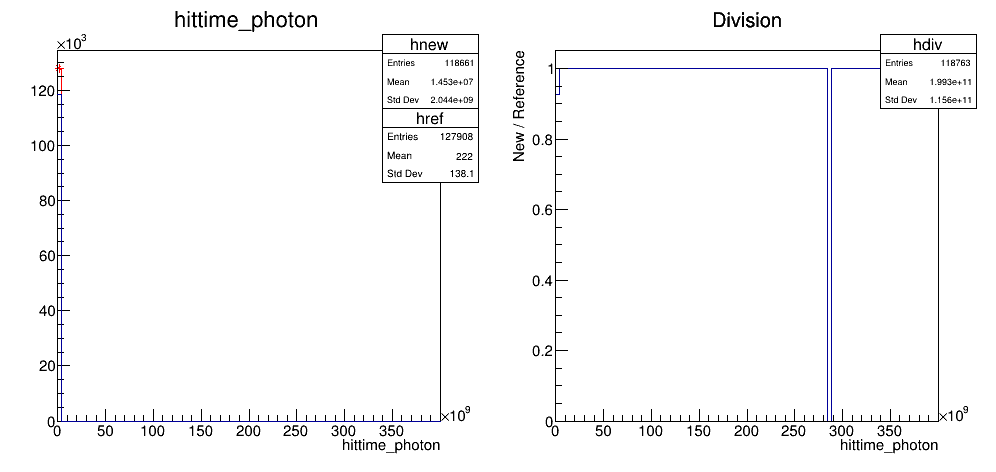 hittime_photon
×10³
hnew
Entries 118661
Mean 1.453e+07
Std Dev 2.044e+09
href
Entries 127908
Mean 222
Std Dev 138.1
120
100
80
60
40
20
0
0 50 100 150 200 250 300 350
×10⁹
hittime_photon
Division
hdiv
Entries 118763
Mean 1.993e+11
Std Dev 1.156e+11
New / Reference
1
0.8
0.6
0.4
0.2
0
0 50 100 150 200 250 300 350
×10⁹
hittime_photon